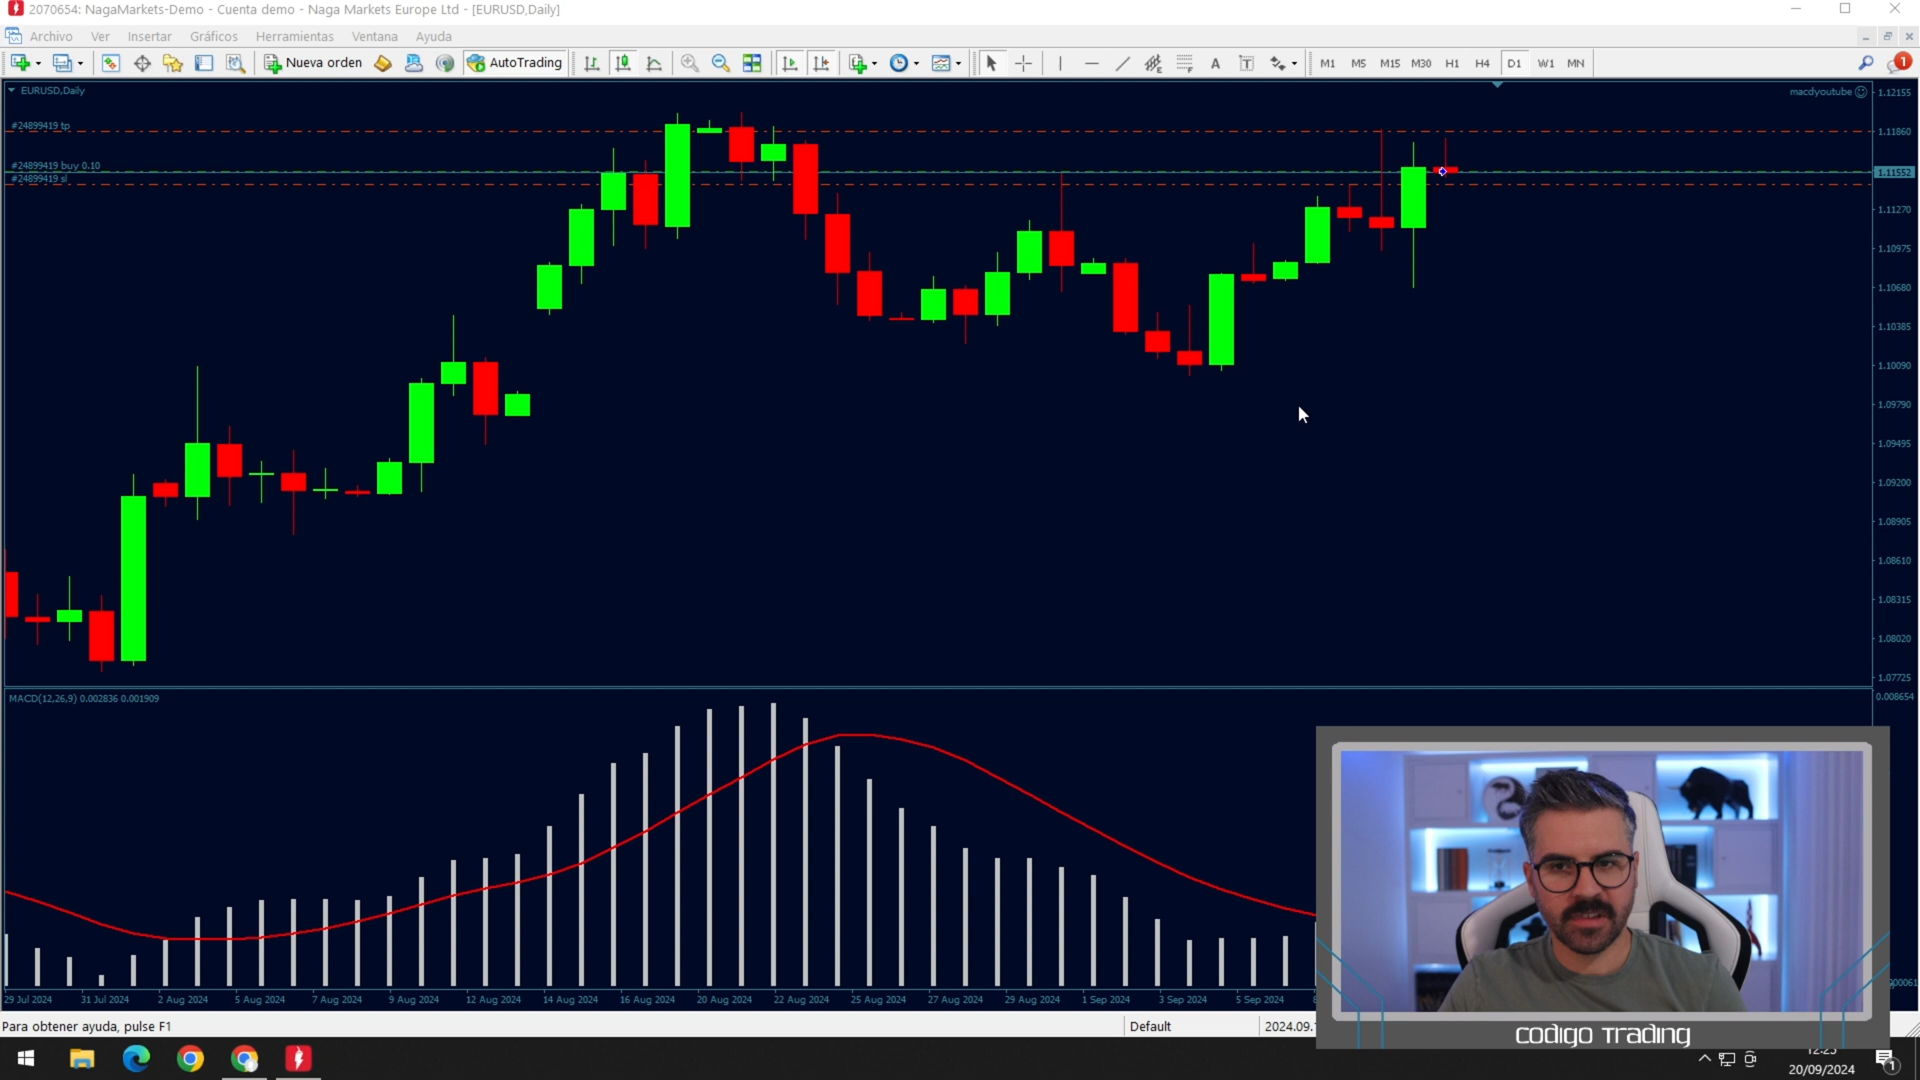 2070654: NagaMarkets-Demo - Cuenta demo - Naga Markets Europe Ltd - [EURUSD,Daily]
Archivo Ver Insertar Gráficos Herramientas Ventana Ayuda
Nueva orden AutoTrading A T M1 M5 M15 M30 H1 H4 D1 W1 MN 1
EURUSD,Daily
macdyoutube
#24899419 tp
#24899419 buy 0.10
#24899419 sl
1.12155
1.11860
1.11552
1.11270
1.10975
1.10680
1.10385
1.10090
1.09790
1.09495
1.09200
1.08905
1.08610
1.08315
1.08020
1.07725
MACD(12,26,9) 0.002836 0.001909
0.008654
29 Jul 2024 31 Jul 2024 2 Aug 2024 5 Aug 2024 7 Aug 2024 9 Aug 2024 12 Aug 2024 14 Aug 2024 16 Aug 2024 20 Aug 2024 22 Aug 2024 25 Aug 2024 27 Aug 2024 29 Aug 2024 1 Sep 2024 3 Sep 2024 5 Sep 2024
Para obtener ayuda, pulse F1
Default
2024.09.
CODIGO TRADING
20/09/2024
1